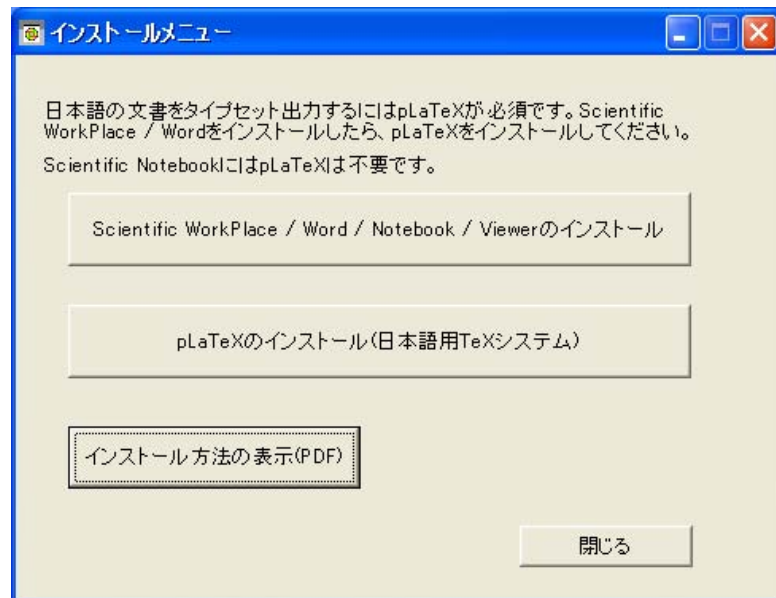 インストールメニュー
日本語の文書をタイプセット出力するにはpLaTeXが必須です。Scientific
WorkPlace / Wordをインストールしたら、pLaTeXをインストールしてください。
Scientific NotebookにはpLaTeXは不要です。
Scientific WorkPlace / Word / Notebook / Viewerのインストール
pLaTeXのインストール(日本語用TeXシステム)
インストール方法の表示(PDF)
閉じる